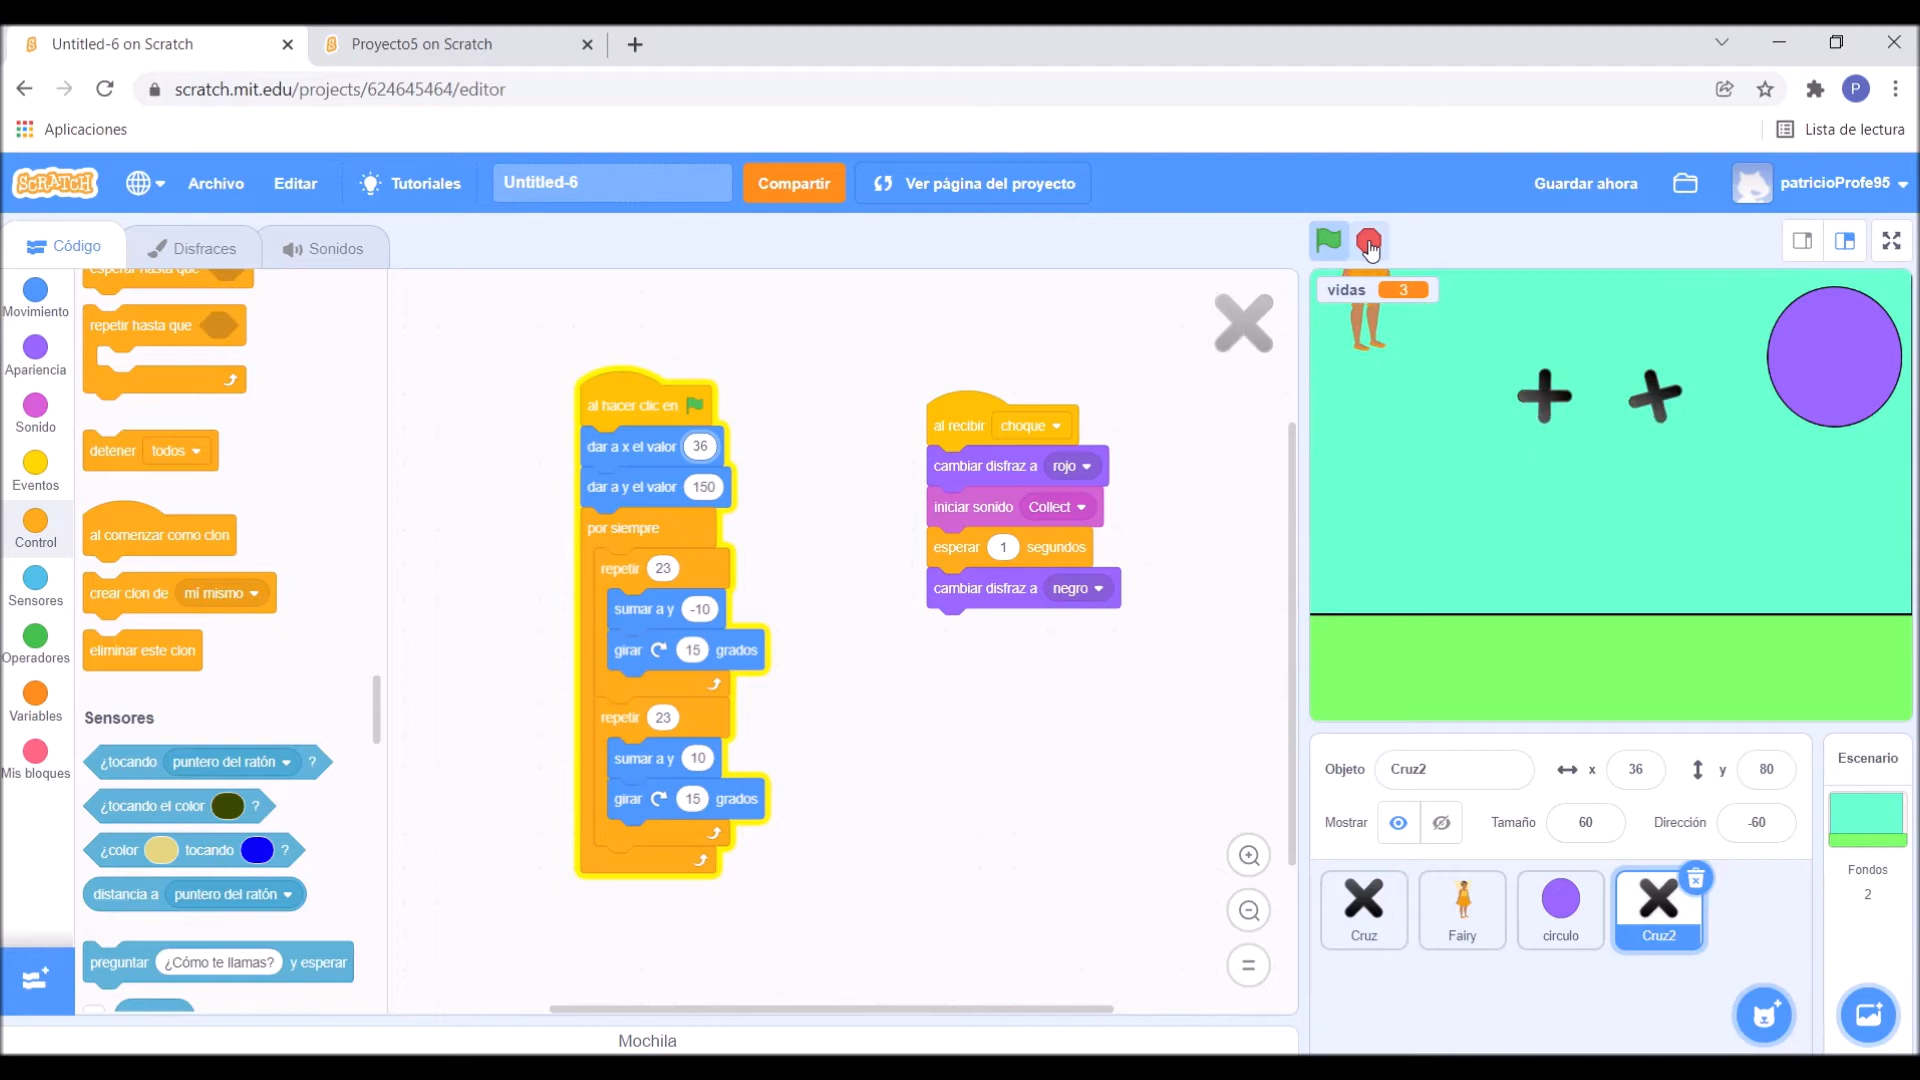 Untitled-6 on Scratch
Proyecto5 on Scratch
scratch.mit.edu/projects/624645464/editor
P
Aplicaciones
Lista de lectura
SCRATCH
Archivo
Editar
Tutoriales
Untitled-6
Compartir
Ver página del proyecto
Guardar ahora
patricioProfe95
Código
Disfraces
Sonidos
Movimiento
Apariencia
Sonido
Eventos
Control
Sensores
Operadores
Variables
Mis bloques
esperar hasta que
repetir hasta que
detener todos
al comenzar como clon
crear clon de mí mismo
eliminar este clon
Sensores
¿tocando puntero del ratón ?
¿tocando el color ?
¿color tocando ?
distancia a puntero del ratón
preguntar ¿Cómo te llamas? y esperar
al hacer clic en
dar a x el valor 36
dar a y el valor 150
por siempre
repetir 23
sumar a y -10
girar 15 grados
repetir 23
sumar a y 10
girar 15 grados
al recibir choque
cambiar disfraz a rojo
iniciar sonido Collect
esperar 1 segundos
cambiar disfraz a negro
vidas 3
Objeto Cruz2 x 36 y 80
Mostrar Tamaño 60 Dirección -60
Cruz
Fairy
circulo
Cruz2
Escenario
Fondos
2
Mochila